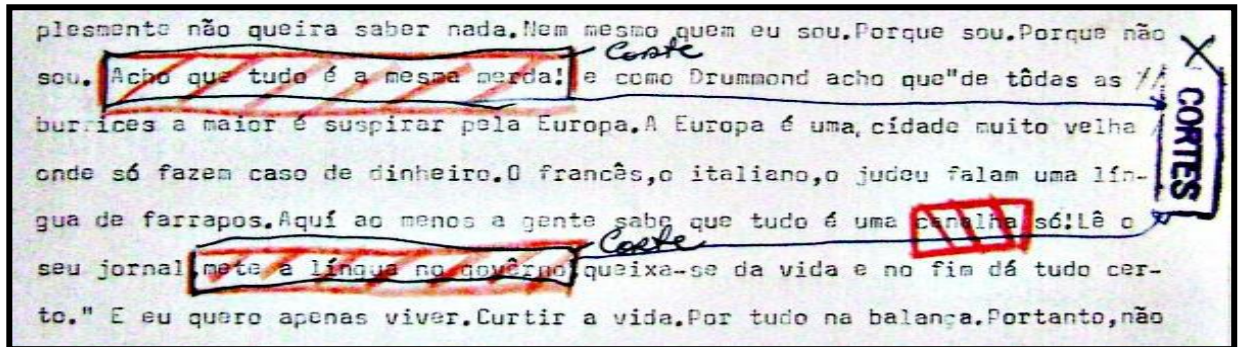 plesmente não queira saber nada.Nem mesmo quem eu sou.Porque sou.Porque não
Corte
sou. Acho que tudo é a mesma merda! e como Drummond acho que"de tôdas as //
burrices a maior é suspirar pela Europa.A Europa é uma cidade muito velha
onde só fazem caso de dinheiro.O francês,o italiano,o judeu falam uma lín-
gua de farrapos.Aquí ao menos a gente sabe que tudo é uma canalha só!Lê o
Corte
seu jornal mete a língua no govêrno queixa-se da vida e no fim dá tudo cer-
to." E eu quero apenas viver.Curtir a vida.Por tudo na balança.Portanto,não
CORTES